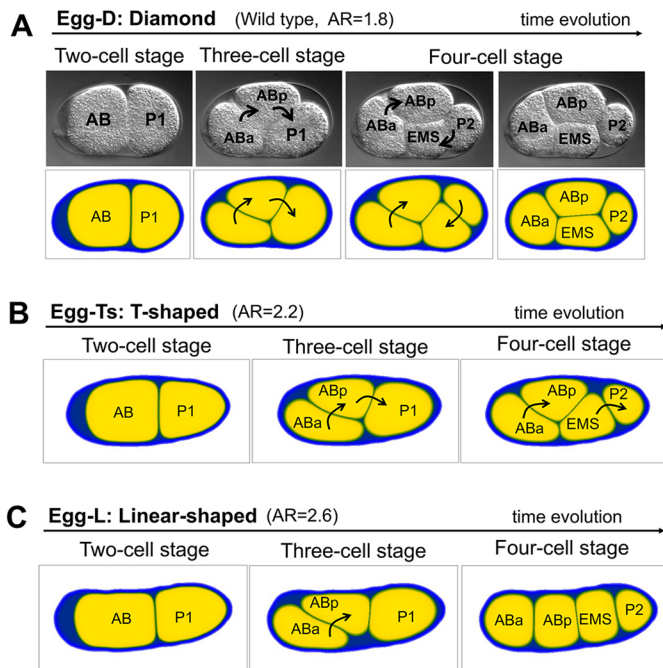 A
Egg-D: Diamond (Wild type, AR=1.8) time evolution
Two-cell stage Three-cell stage Four-cell stage
AB P1 ABa ABp P1 ABa ABp EMS P2 ABa ABp EMS P2
AB P1 ABa ABp EMS P2
B
Egg-Ts: T-shaped (AR=2.2) time evolution
Two-cell stage Three-cell stage Four-cell stage
AB P1 ABa ABp P1 ABa ABp EMS P2
C
Egg-L: Linear-shaped (AR=2.6) time evolution
Two-cell stage Three-cell stage Four-cell stage
AB P1 ABa ABp P1 ABa ABp EMS P2